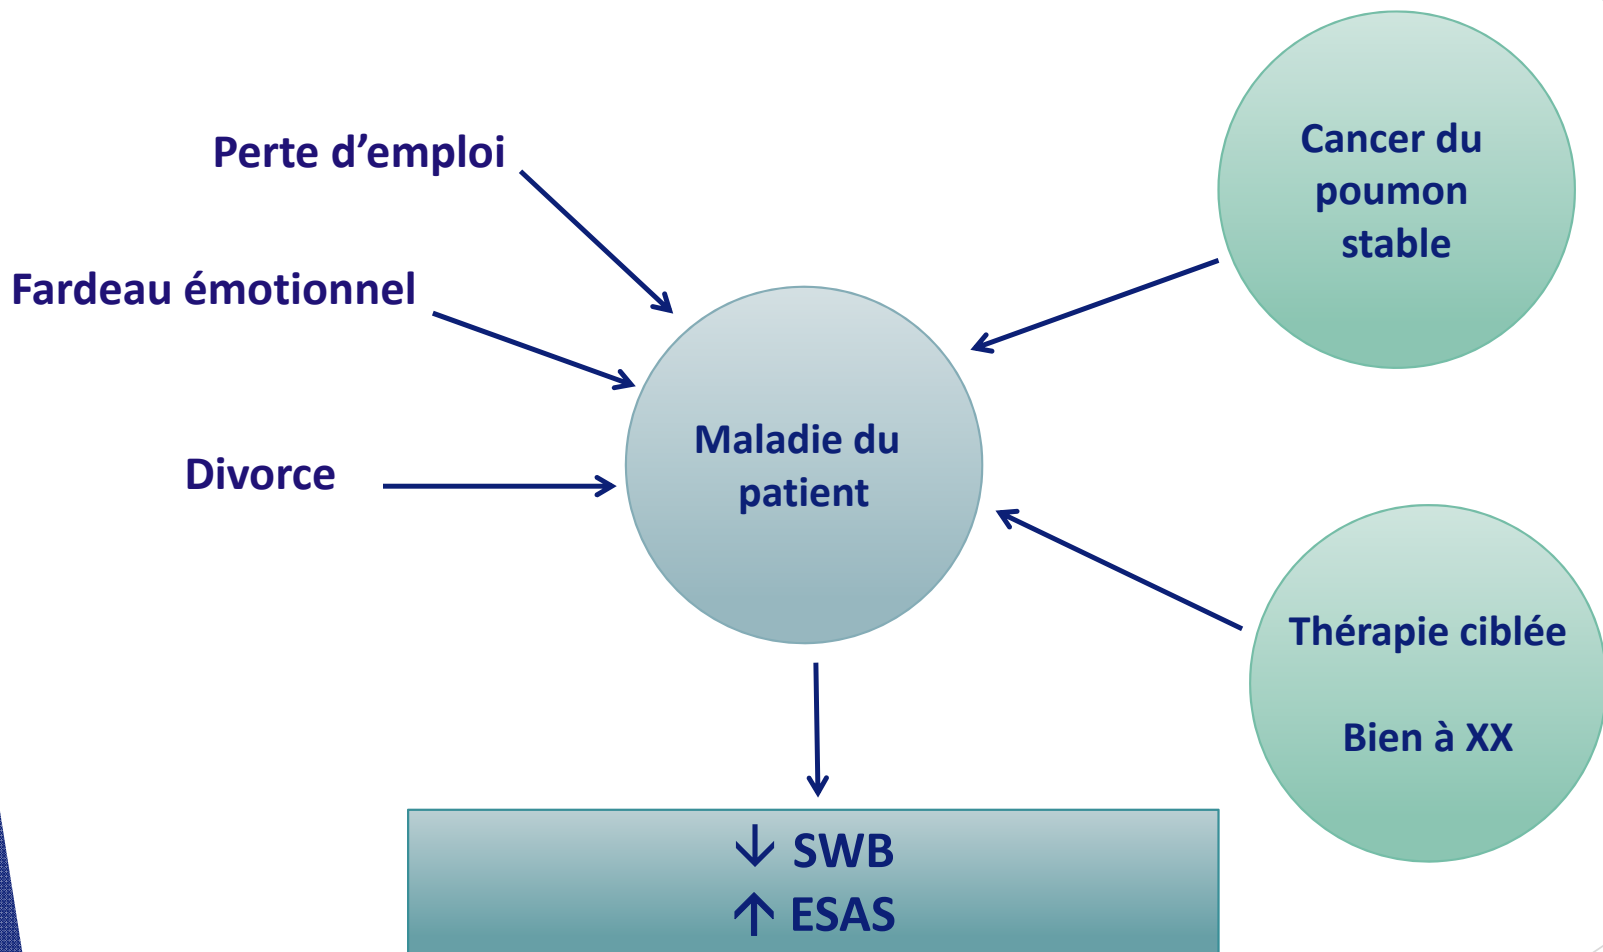 Perte d’emploi
Fardeau émotionnel
Divorce
Maladie du
patient
Cancer du
poumon
stable
Thérapie ciblée
Bien à XX
↓ SWB
↑ ESAS